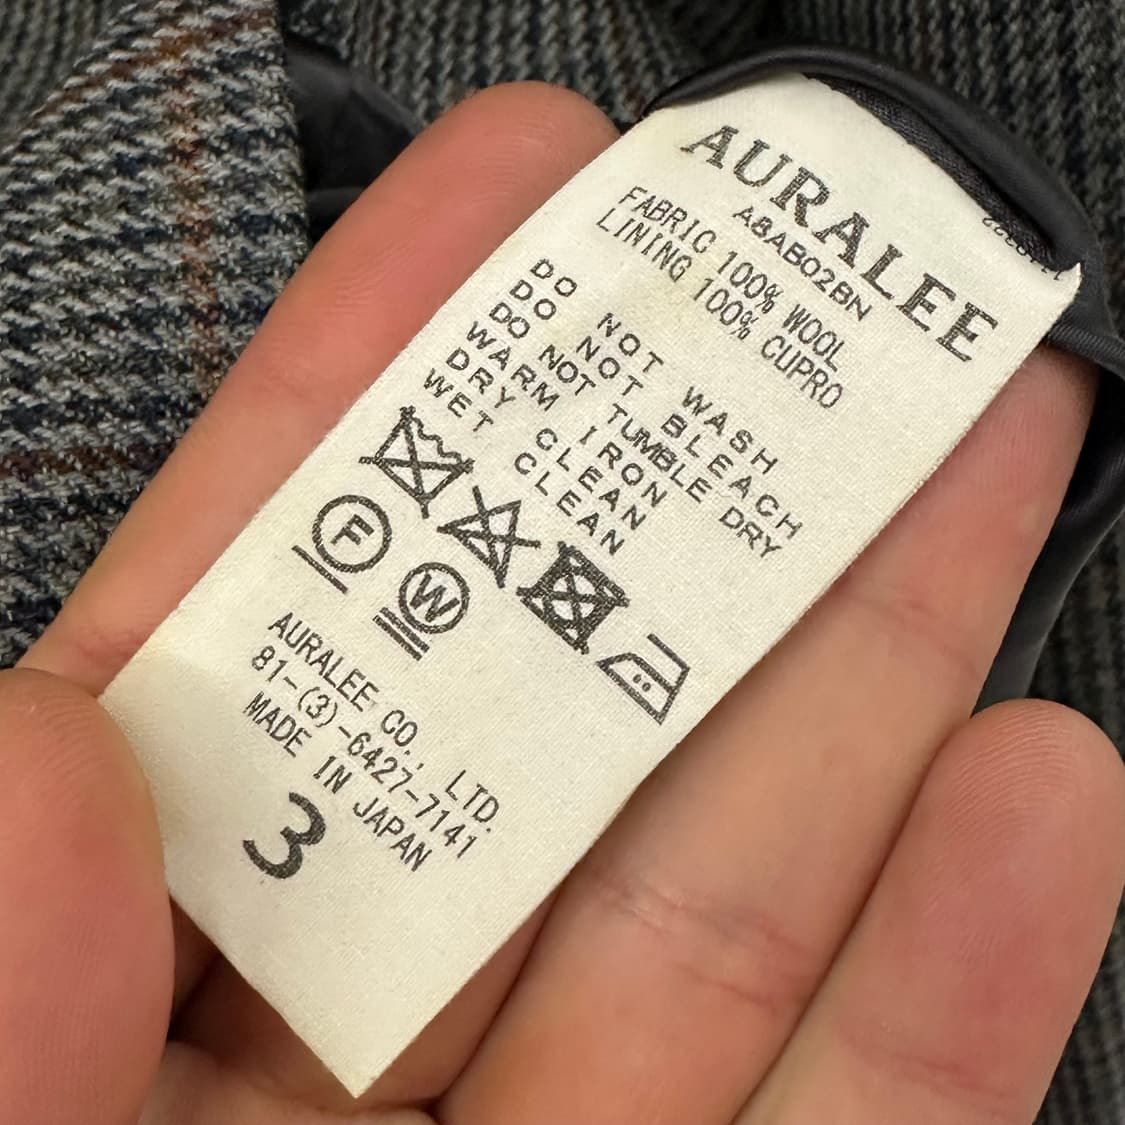 AURALEE
A8AB02BN
FABRIC 100% WOOL
LINING 100% CUPRO
DO NOT WASH
DO NOT BLEACH
DO NOT TUMBLE DRY
WARM IRON
DRY CLEAN
WET CLEAN
F
W
AURALEE CO., LTD.
81-(3)-6427-7141
MADE IN JAPAN
3